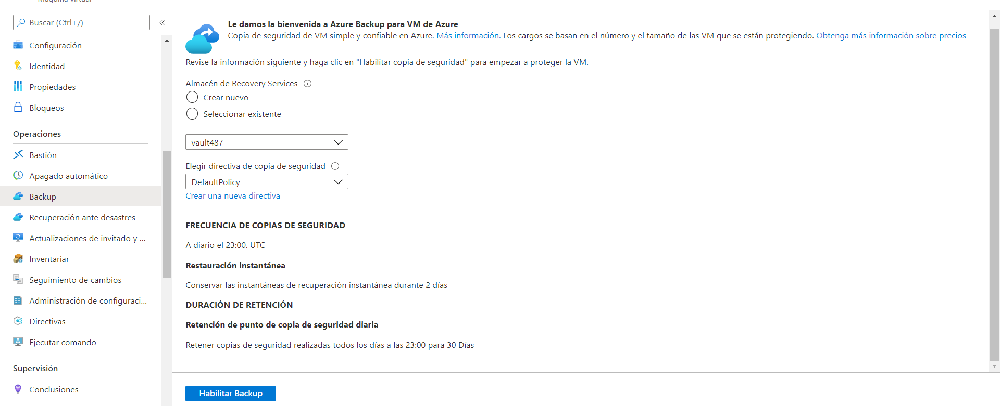 Máquina virtual
Buscar (Ctrl+/)
«
Configuración
Identidad
Propiedades
Bloqueos
Operaciones
Bastión
Apagado automático
Backup
Recuperación ante desastres
Actualizaciones de invitado y ...
Inventariar
Seguimiento de cambios
Administración de configuraci...
Directivas
Ejecutar comando
Supervisión
Conclusiones
Le damos la bienvenida a Azure Backup para VM de Azure
Copia de seguridad de VM simple y confiable en Azure. Más información. Los cargos se basan en el número y el tamaño de las VM que se están protegiendo. Obtenga más información sobre precios
Revise la información siguiente y haga clic en "Habilitar copia de seguridad" para empezar a proteger la VM.
Almacén de Recovery Services
Crear nuevo
Seleccionar existente
vault487
Elegir directiva de copia de seguridad
DefaultPolicy
Crear una nueva directiva
FRECUENCIA DE COPIAS DE SEGURIDAD
A diario el 23:00. UTC
Restauración instantánea
Conservar las instantáneas de recuperación instantánea durante 2 días
DURACIÓN DE RETENCIÓN
Retención de punto de copia de seguridad diaria
Retener copias de seguridad realizadas todos los días a las 23:00 para 30 Días
Habilitar Backup